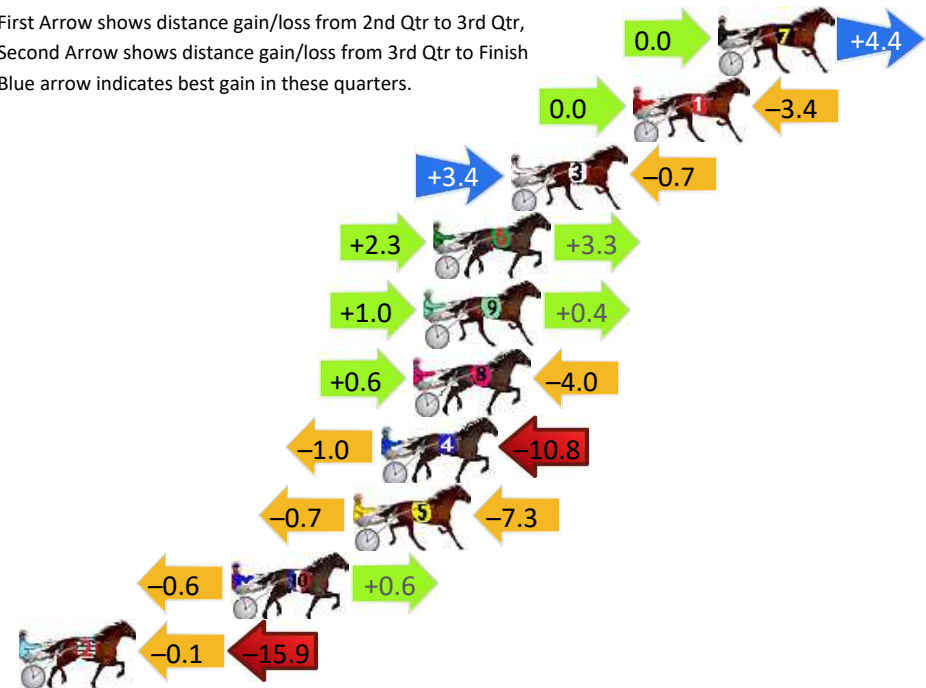 First Arrow shows distance gain/loss from 2nd Qtr to 3rd Qtr,
Second Arrow shows distance gain/loss from 3rd Qtr to Finish
Blue arrow indicates best gain in these quarters.
0.0 7 +4.4
0.0 1 –3.4
+3.4 3 –0.7
+2.3 +3.3
+1.0 9 +0.4
+0.6 8 –4.0
–1.0 4 –10.8
–0.7 5 –7.3
–0.6 10 +0.6
–0.1 –15.9